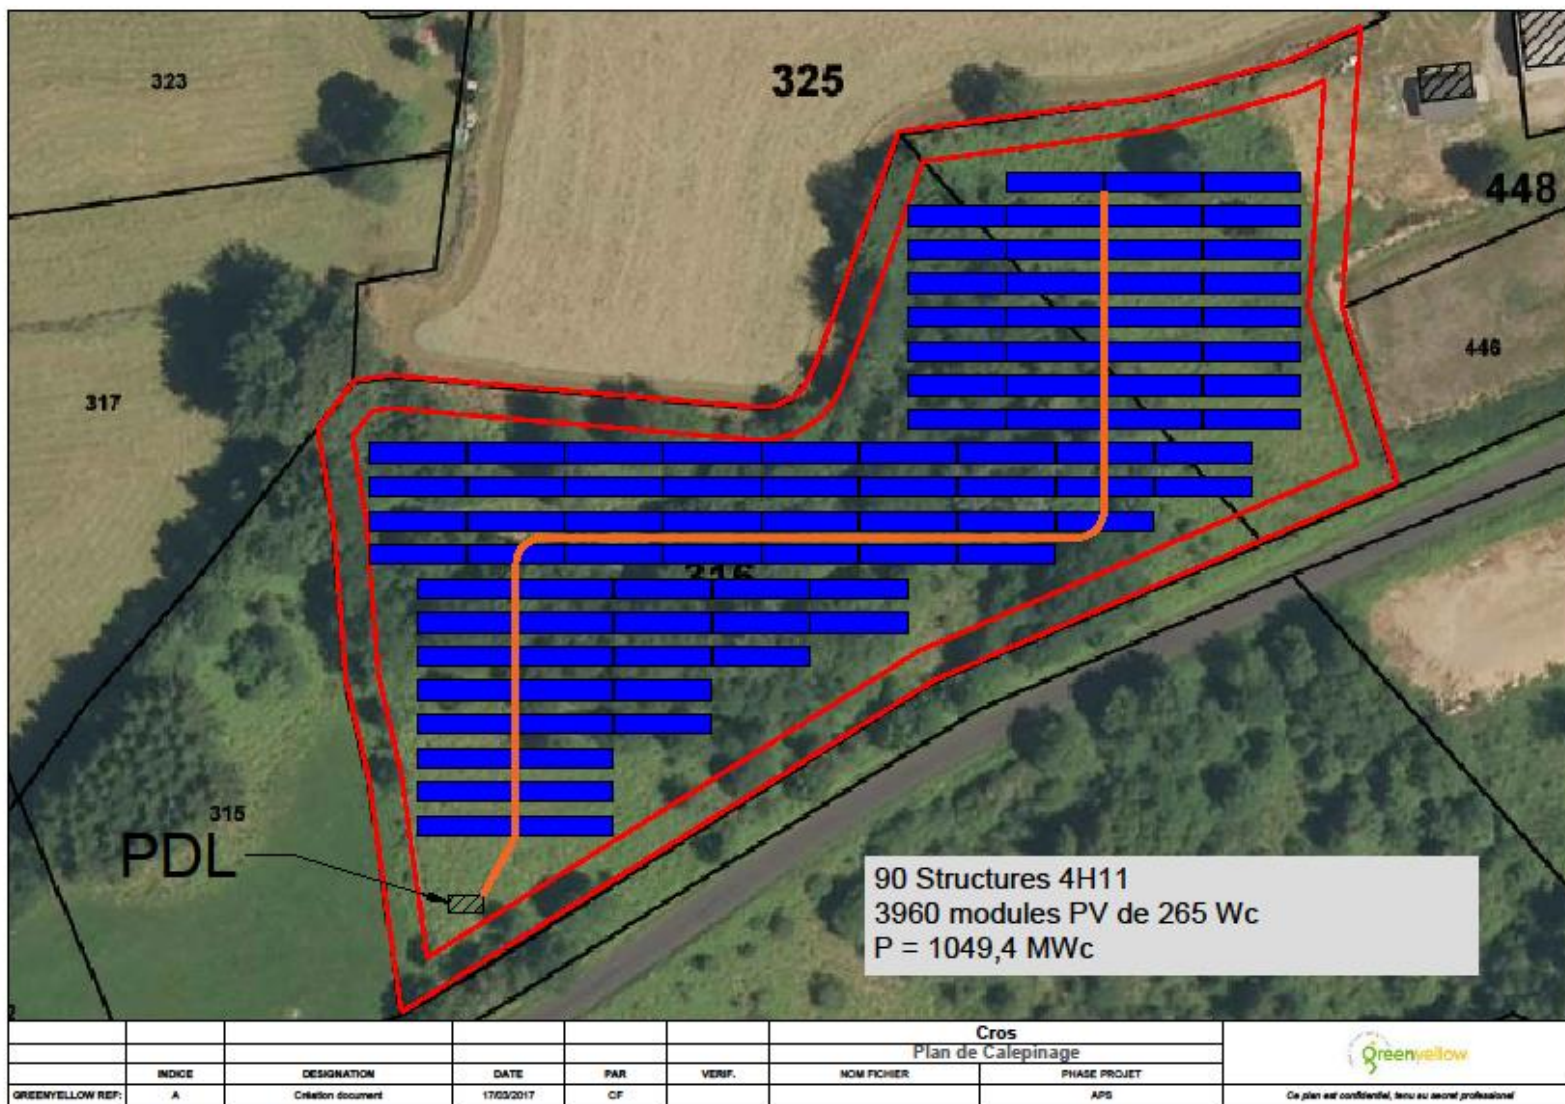 323
325
448
446
317
316
315
PDL
90 Structures 4H11
3960 modules PV de 265 Wc
P = 1049,4 MWc
2
Cros
Plan de Calepinage
greenyellow
INDICE DESIGNATION DATE PAR VERIF. NOM FICHIER PHASE PROJET
GREENYELLOW REF: A Création document 17/03/2017 CF APS Ce plan est confidentiel, tenu au secret professionnel